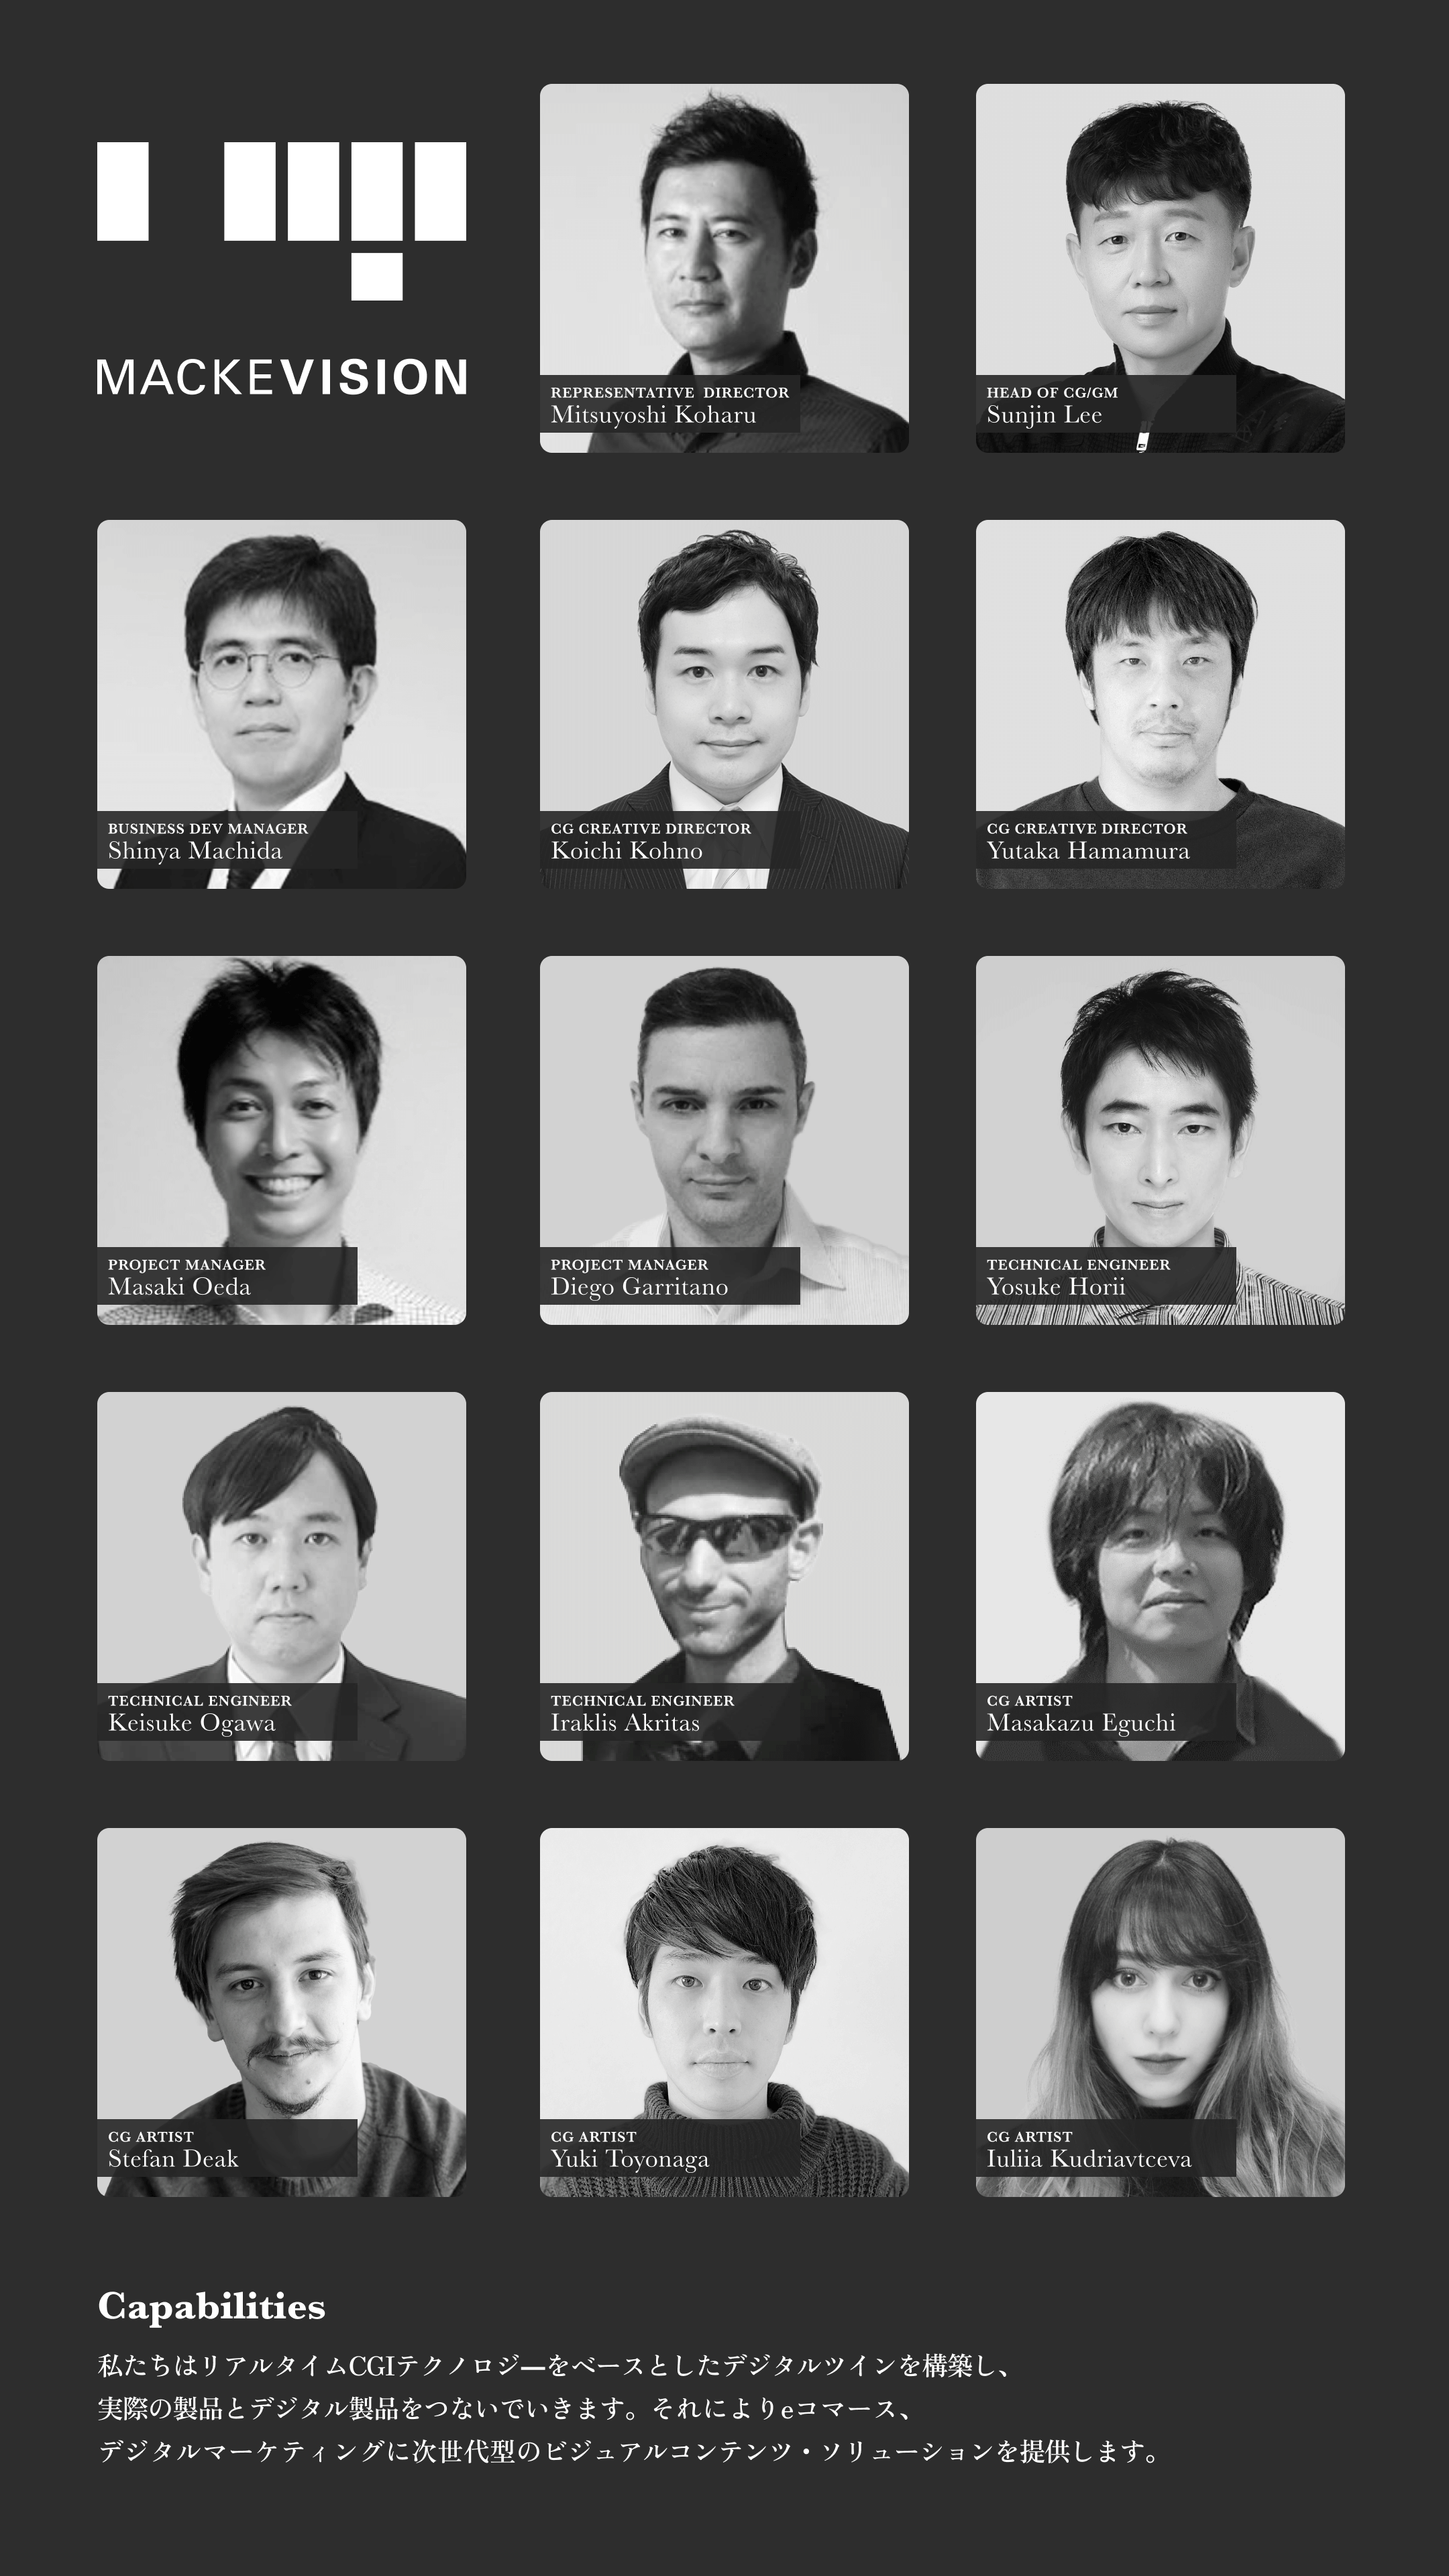 MACKEVISION
REPRESENTATIVE DIRECTOR
Mitsuyoshi Koharu
HEAD OF CG/GM
Sunjin Lee
BUSINESS DEV MANAGER
Shinya Machida
CG CREATIVE DIRECTOR
Koichi Kohno
CG CREATIVE DIRECTOR
Yutaka Hamamura
PROJECT MANAGER
Masaki Oeda
PROJECT MANAGER
Diego Garritano
TECHNICAL ENGINEER
Yosuke Horii
TECHNICAL ENGINEER
Keisuke Ogawa
TECHNICAL ENGINEER
Iraklis Akritas
CG ARTIST
Masakazu Eguchi
CG ARTIST
Stefan Deak
CG ARTIST
Yuki Toyonaga
CG ARTIST
Iuliia Kudriavtceva
Capabilities
私たちはリアルタイムCGIテクノロジ―をベースとしたデジタルツインを構築し、
実際の製品とデジタル製品をつないでいきます。それによりeコマース、
デジタルマーケティングに次世代型のビジュアルコンテンツ・ソリューションを提供します。